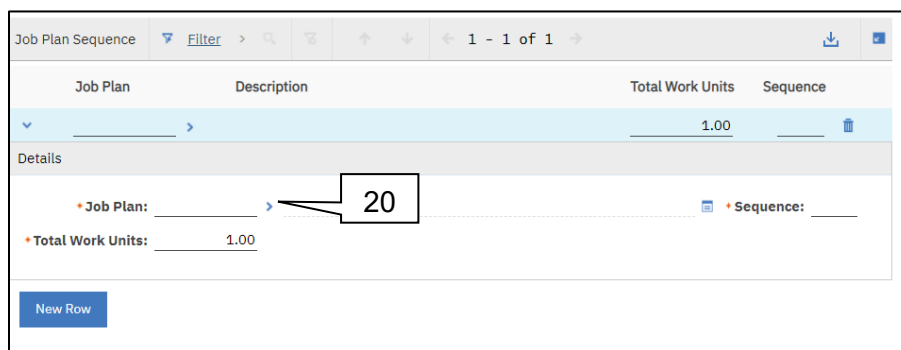 Job Plan Sequence Filter > 1 - 1 of 1
Job Plan Description Total Work Units Sequence
1.00
Details
*Job Plan: 20 *Sequence:
*Total Work Units: 1.00
New Row